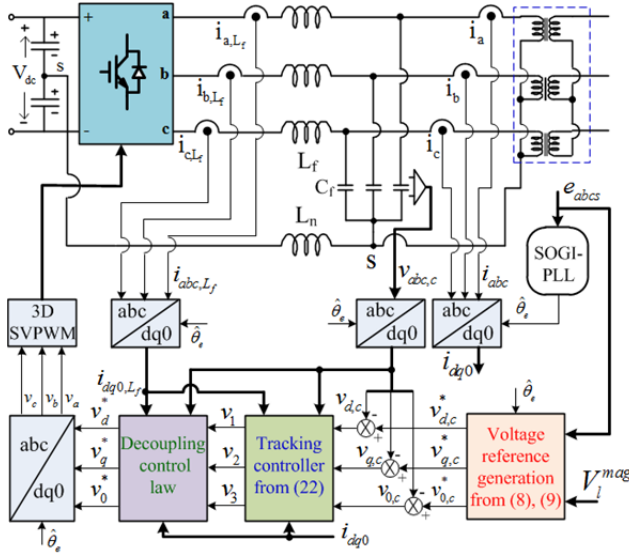 +
a
i_a,L_f
i_a
V_dc
s
b
i_b,L_f
i_b
-
c
i_c,L_f
L_f
i_c
C_f
L_n
s
e_abcs
i_abc,L_f
v_abc,c
i_abc
SOGI-
PLL
3D
SVPWM
abc
dq0
θ̂_e
θ̂_e
abc
dq0
abc
dq0
θ̂_e
i_dq0,L_f
i_dq0
θ̂_e
v_c v_b v_a
abc
dq0
v_d^*
v_q^*
v_0^*
Decoupling
control
law
v_1
v_2
v_3
Tracking
controller
from (22)
v_d,c - +
v_q,c - +
v_0,c - +
v_d,c^*
v_q,c^*
v_0,c^*
Voltage
reference
generation
from (8), (9)
V_l^mag
θ̂_e
i_dq0